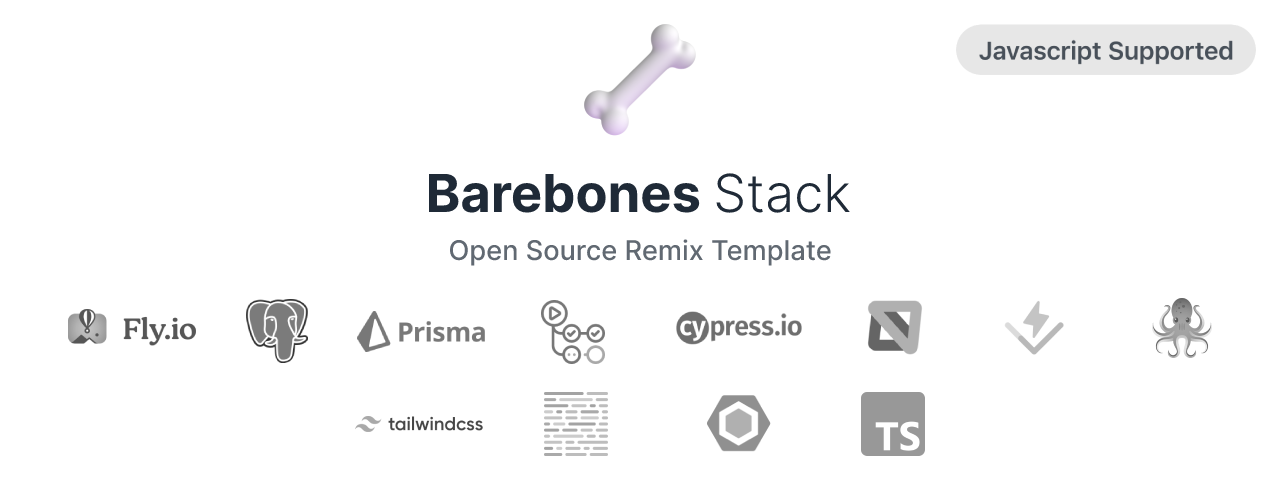 Javascript Supported
Barebones Stack
Open Source Remix Template
Fly.io
Prisma
cypress.io
tailwindcss
TS